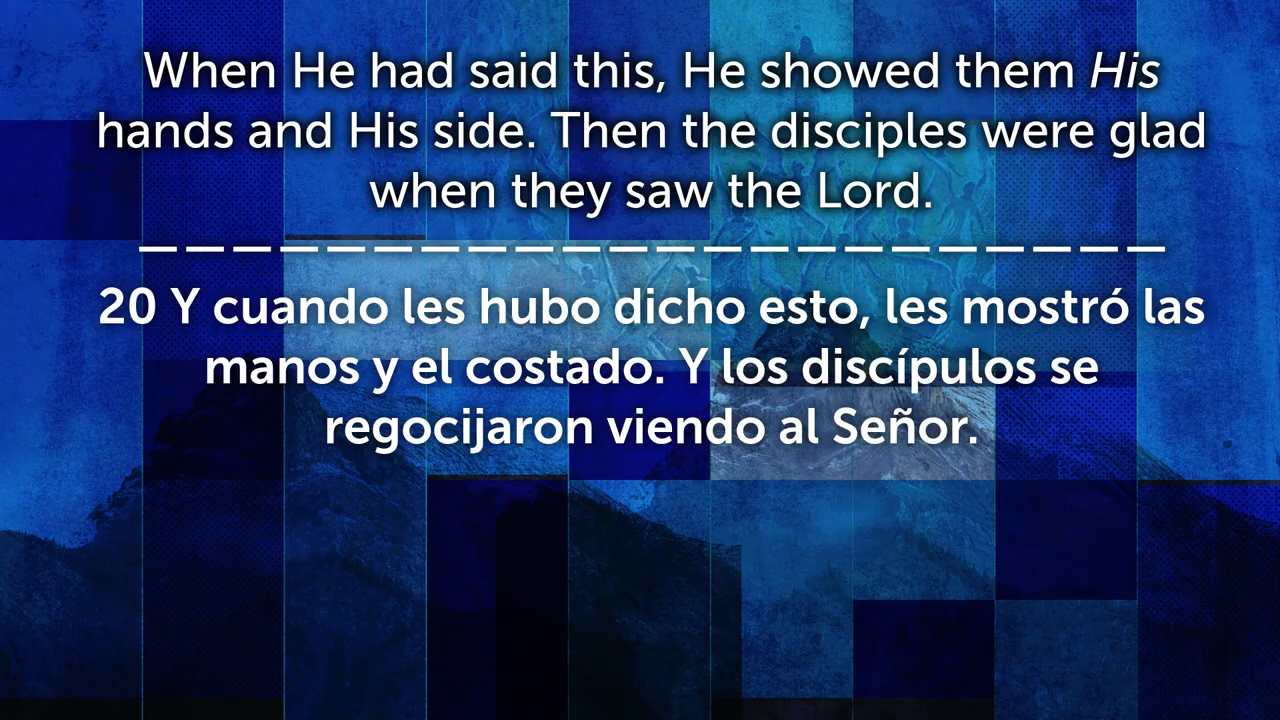 When He had said this, He showed them His
hands and His side. Then the disciples were glad
when they saw the Lord.
______________________
20 Y cuando les hubo dicho esto, les mostró las
manos y el costado. Y los discípulos se
regocijaron viendo al Señor.